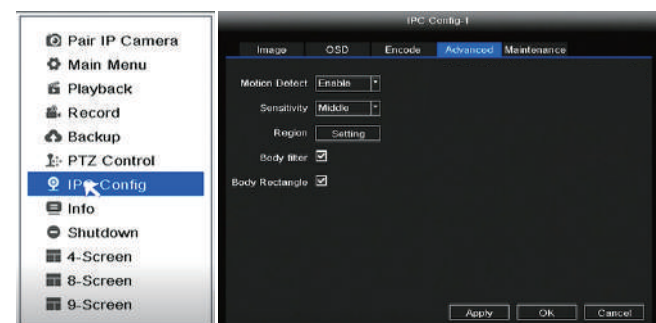 Pair IP Camera
Main Menu
Playback
Record
Backup
PTZ Control
IPC Config
Info
Shutdown
4-Screen
8-Screen
9-Screen
IPC Config-1
Image OSD Encode Advanced Maintenance
Motion Detect Enable
Sensitivity Middle
Region Setting
Body filter
Body Rectangle
Apply OK Cancel